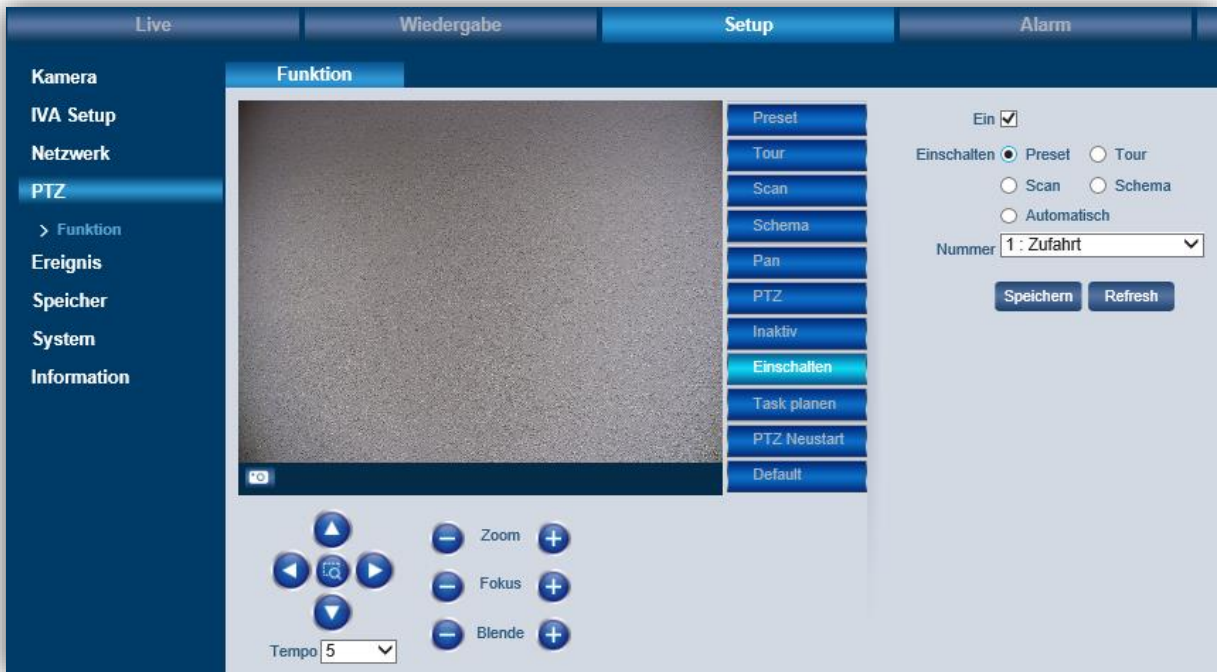 Live Wiedergabe Setup Alarm
Kamera
IVA Setup
Netzwerk
PTZ
> Funktion
Ereignis
Speicher
System
Information
Funktion
Preset
Tour
Scan
Schema
Pan
PTZ
Inaktiv
Einschalten
Task planen
PTZ Neustart
Default
Ein
Einschalten Preset Tour
Scan Schema
Automatisch
Nummer 1 : Zufahrt
Speichern Refresh
Zoom
Fokus
Blende
Tempo 5